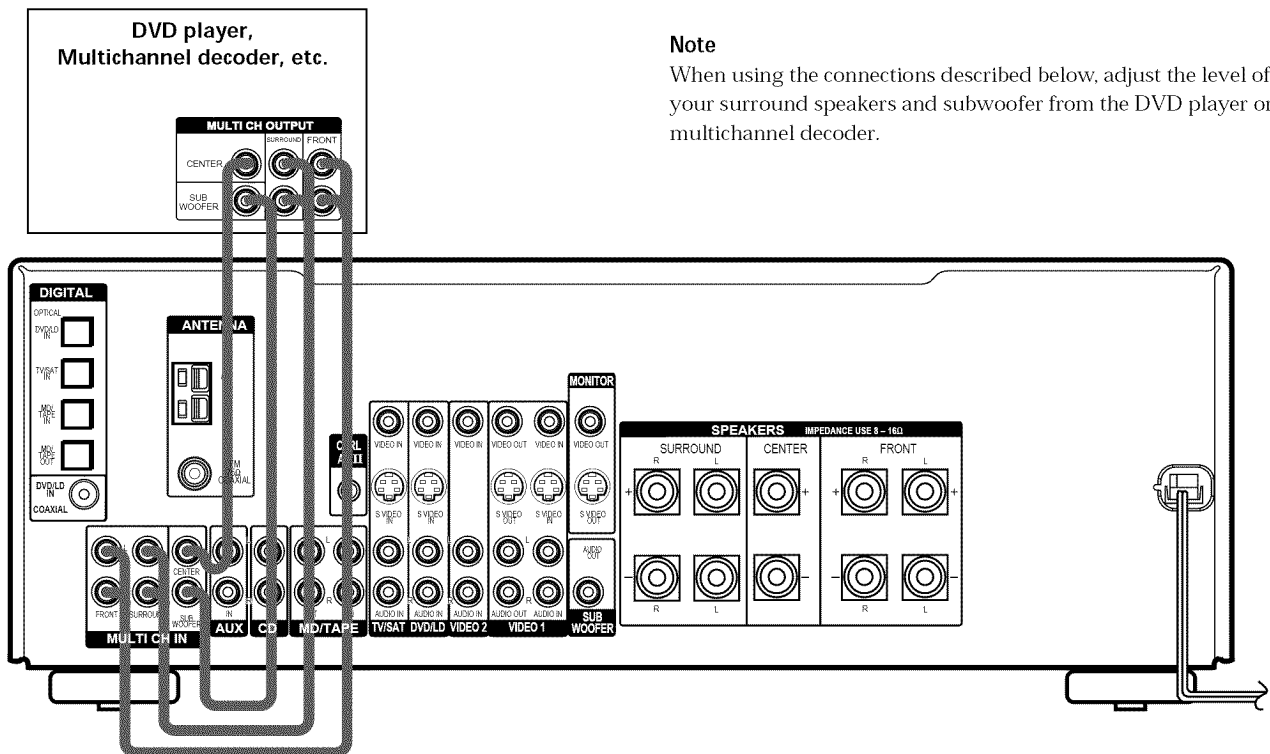 DVD player,
Multichannel decoder, etc.
Note
When using the connections described below, adjust the level of
your surround speakers and subwoofer from the DVD player or
multichannel decoder.
MULTI CH OUTPUT
SURROUND
FRONT
CENTER
SUB
WOOFER
DIGITAL
OPTICAL
DVD/LD
IN
TV/SAT
IN
MD/
TAPE
IN
MD/
TAPE
OUT
DVD/LD
IN
COAXIAL
ANTENNA
COAXIAL
MONITOR
VIDEO IN
VIDEO IN
VIDEO IN
VIDEO OUT
VIDEO IN
VIDEO OUT
S VIDEO
IN
S VIDEO
IN
S VIDEO
OUT
S VIDEO
IN
S VIDEO
OUT
AUDIO
OUT
SPEAKERS
IMPEDANCE USE 8 – 16Ω
SURROUND
CENTER
FRONT
R
L
R
L
+
+
+
+
–
–
–
–
R
L
R
L
L
L
L
CENTER
FRONT
SURROUND
SUB
WOOFER
IN
R
R
R
R
AUDIO IN
AUDIO IN
AUDIO IN
AUDIO OUT
AUDIO IN
MULTI CH IN
AUX
CD
MD/TAPE
TV/SAT
DVD/LD
VIDEO 2
VIDEO 1
SUB
WOOFER